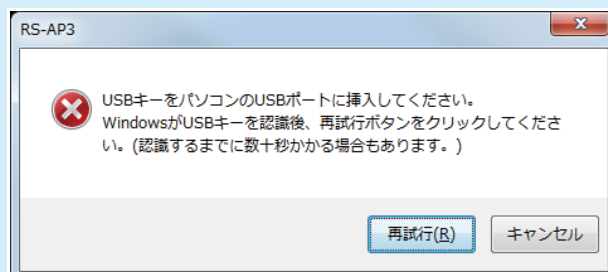 RS-AP3
USBキーをパソコンのUSBポートに挿入してください。
WindowsがUSBキーを認識後、再試行ボタンをクリックしてくださ
い。(認識するまでに数十秒かかる場合もあります。)
再試行(R) キャンセル